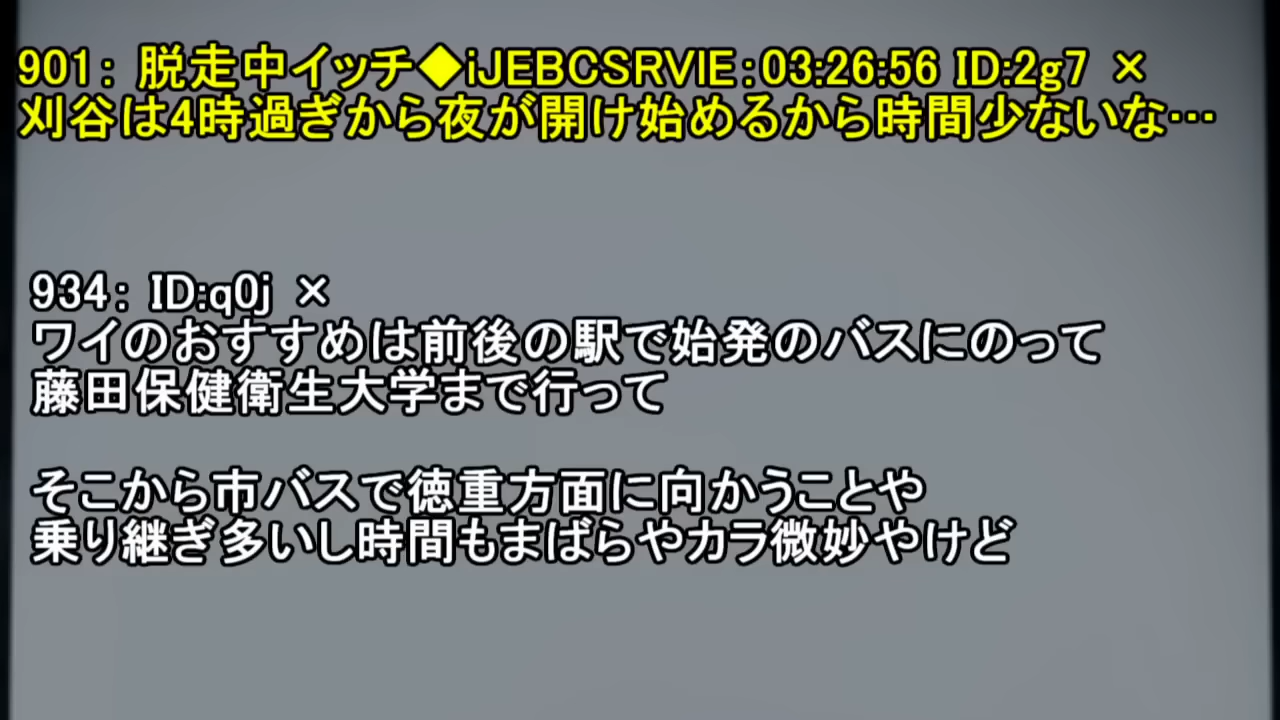 901: 脱走中イッチ◆iJEBCSRVIE:03:26:56 ID:2g7 ×
刈谷は4時過ぎから夜が開け始めるから時間少ないな…
934: ID:q0j ×
ワイのおすすめは前後の駅で始発のバスにのって
藤田保健衛生大学まで行って
そこから市バスで徳重方面に向かうことや
乗り継ぎ多いし時間もまばらやカラ微妙やけど